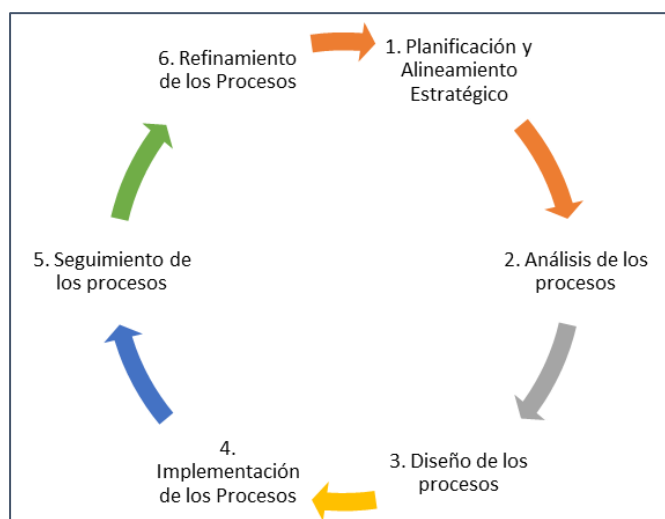 1. Planificación y
Alineamiento
Estratégico
2. Análisis de los
procesos
3. Diseño de los
procesos
4.
Implementación
de los Procesos
5. Seguimiento de
los procesos
6. Refinamiento
de los Procesos